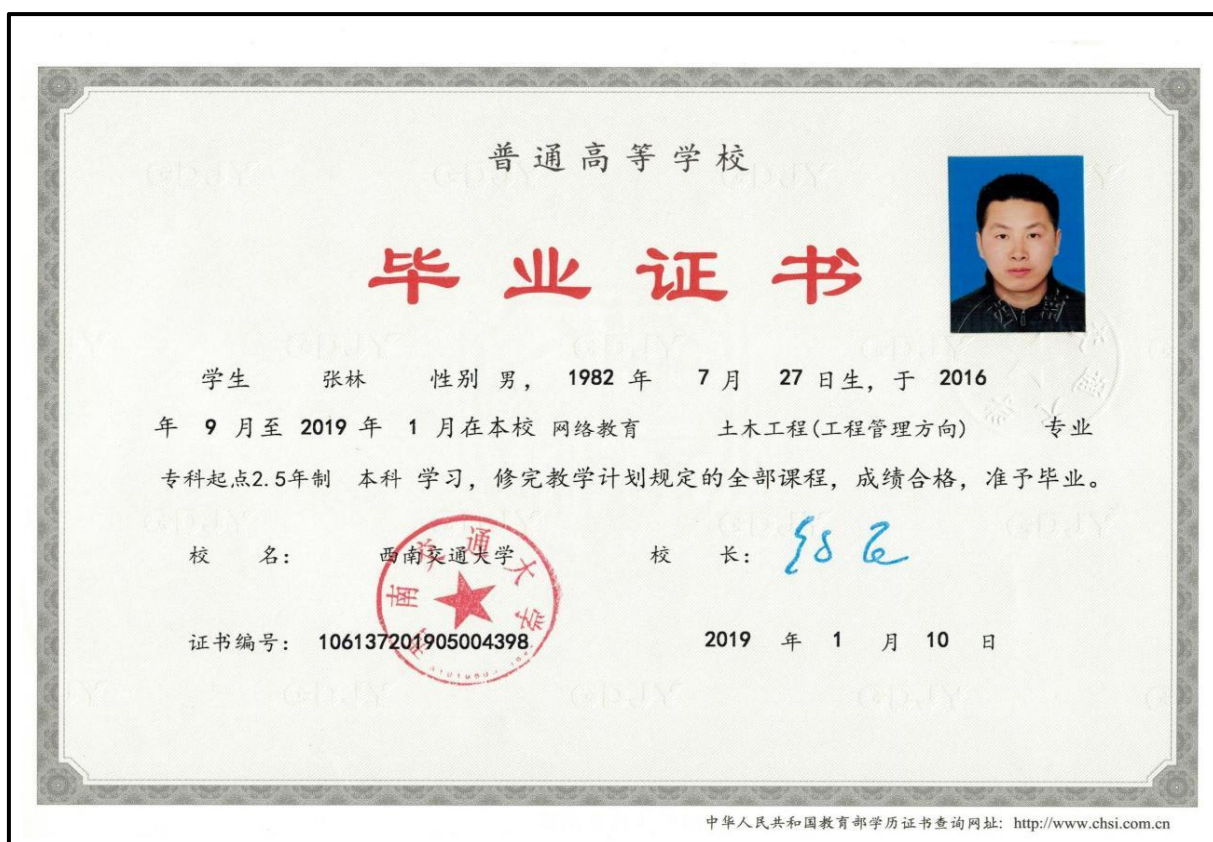 普通高等学校
毕业证书
学生 张林 性别 男， 1982 年 7 月 27 日生，于 2016
年 9 月至 2019 年 1 月在本校 网络教育 土木工程(工程管理方向) 专业
专科起点2.5年制 本科 学习，修完教学计划规定的全部课程，成绩合格，准予毕业。
校 名： 西南交通大学 校 长：
西南交通大学
证书编号： 106137201905004398 2019 年 1 月 10 日
中华人民共和国教育部学历证书查询网址： http://www.chsi.com.cn